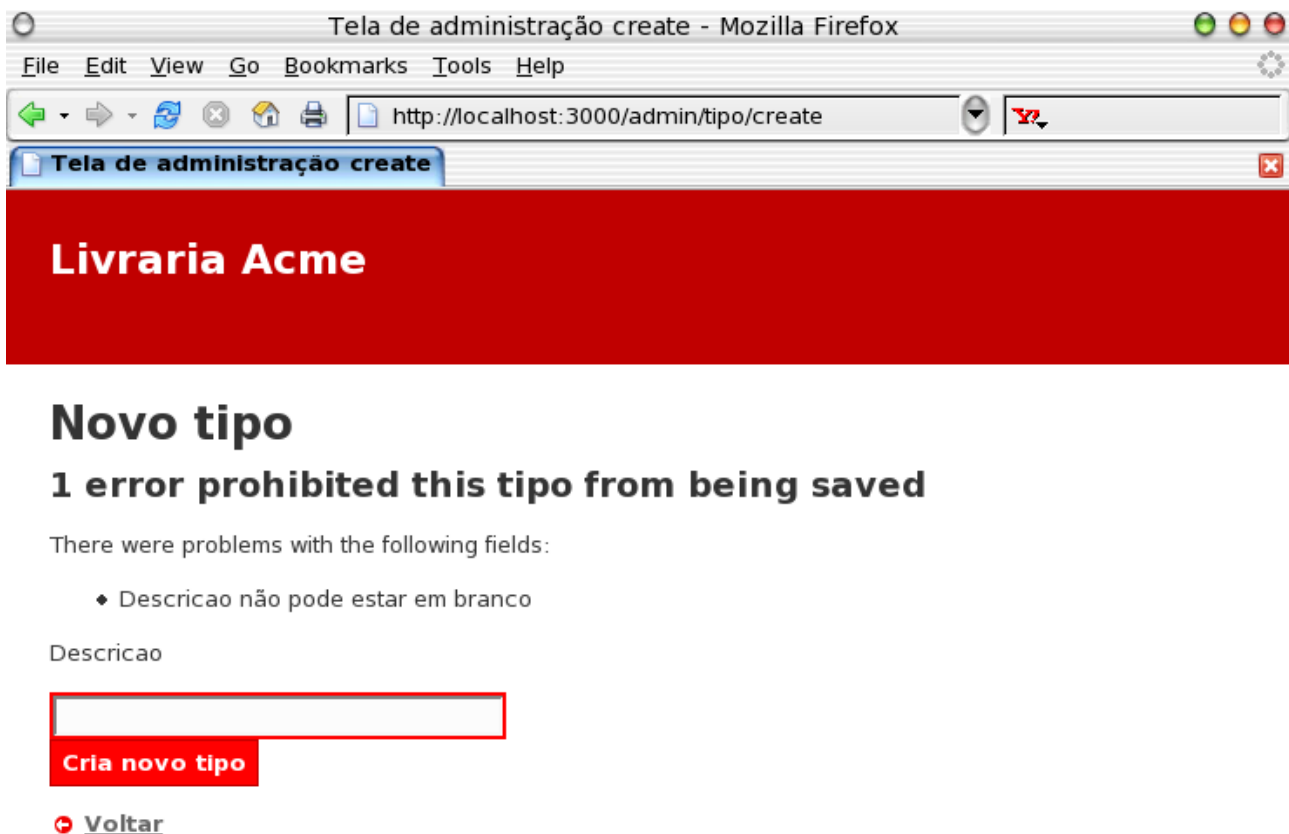 Tela de administração create - Mozilla Firefox
File Edit View Go Bookmarks Tools Help
http://localhost:3000/admin/tipo/create
Tela de administração create
Livraria Acme
Novo tipo
1 error prohibited this tipo from being saved
There were problems with the following fields:
Descricao não pode estar em branco
Descricao
Cria novo tipo
Voltar